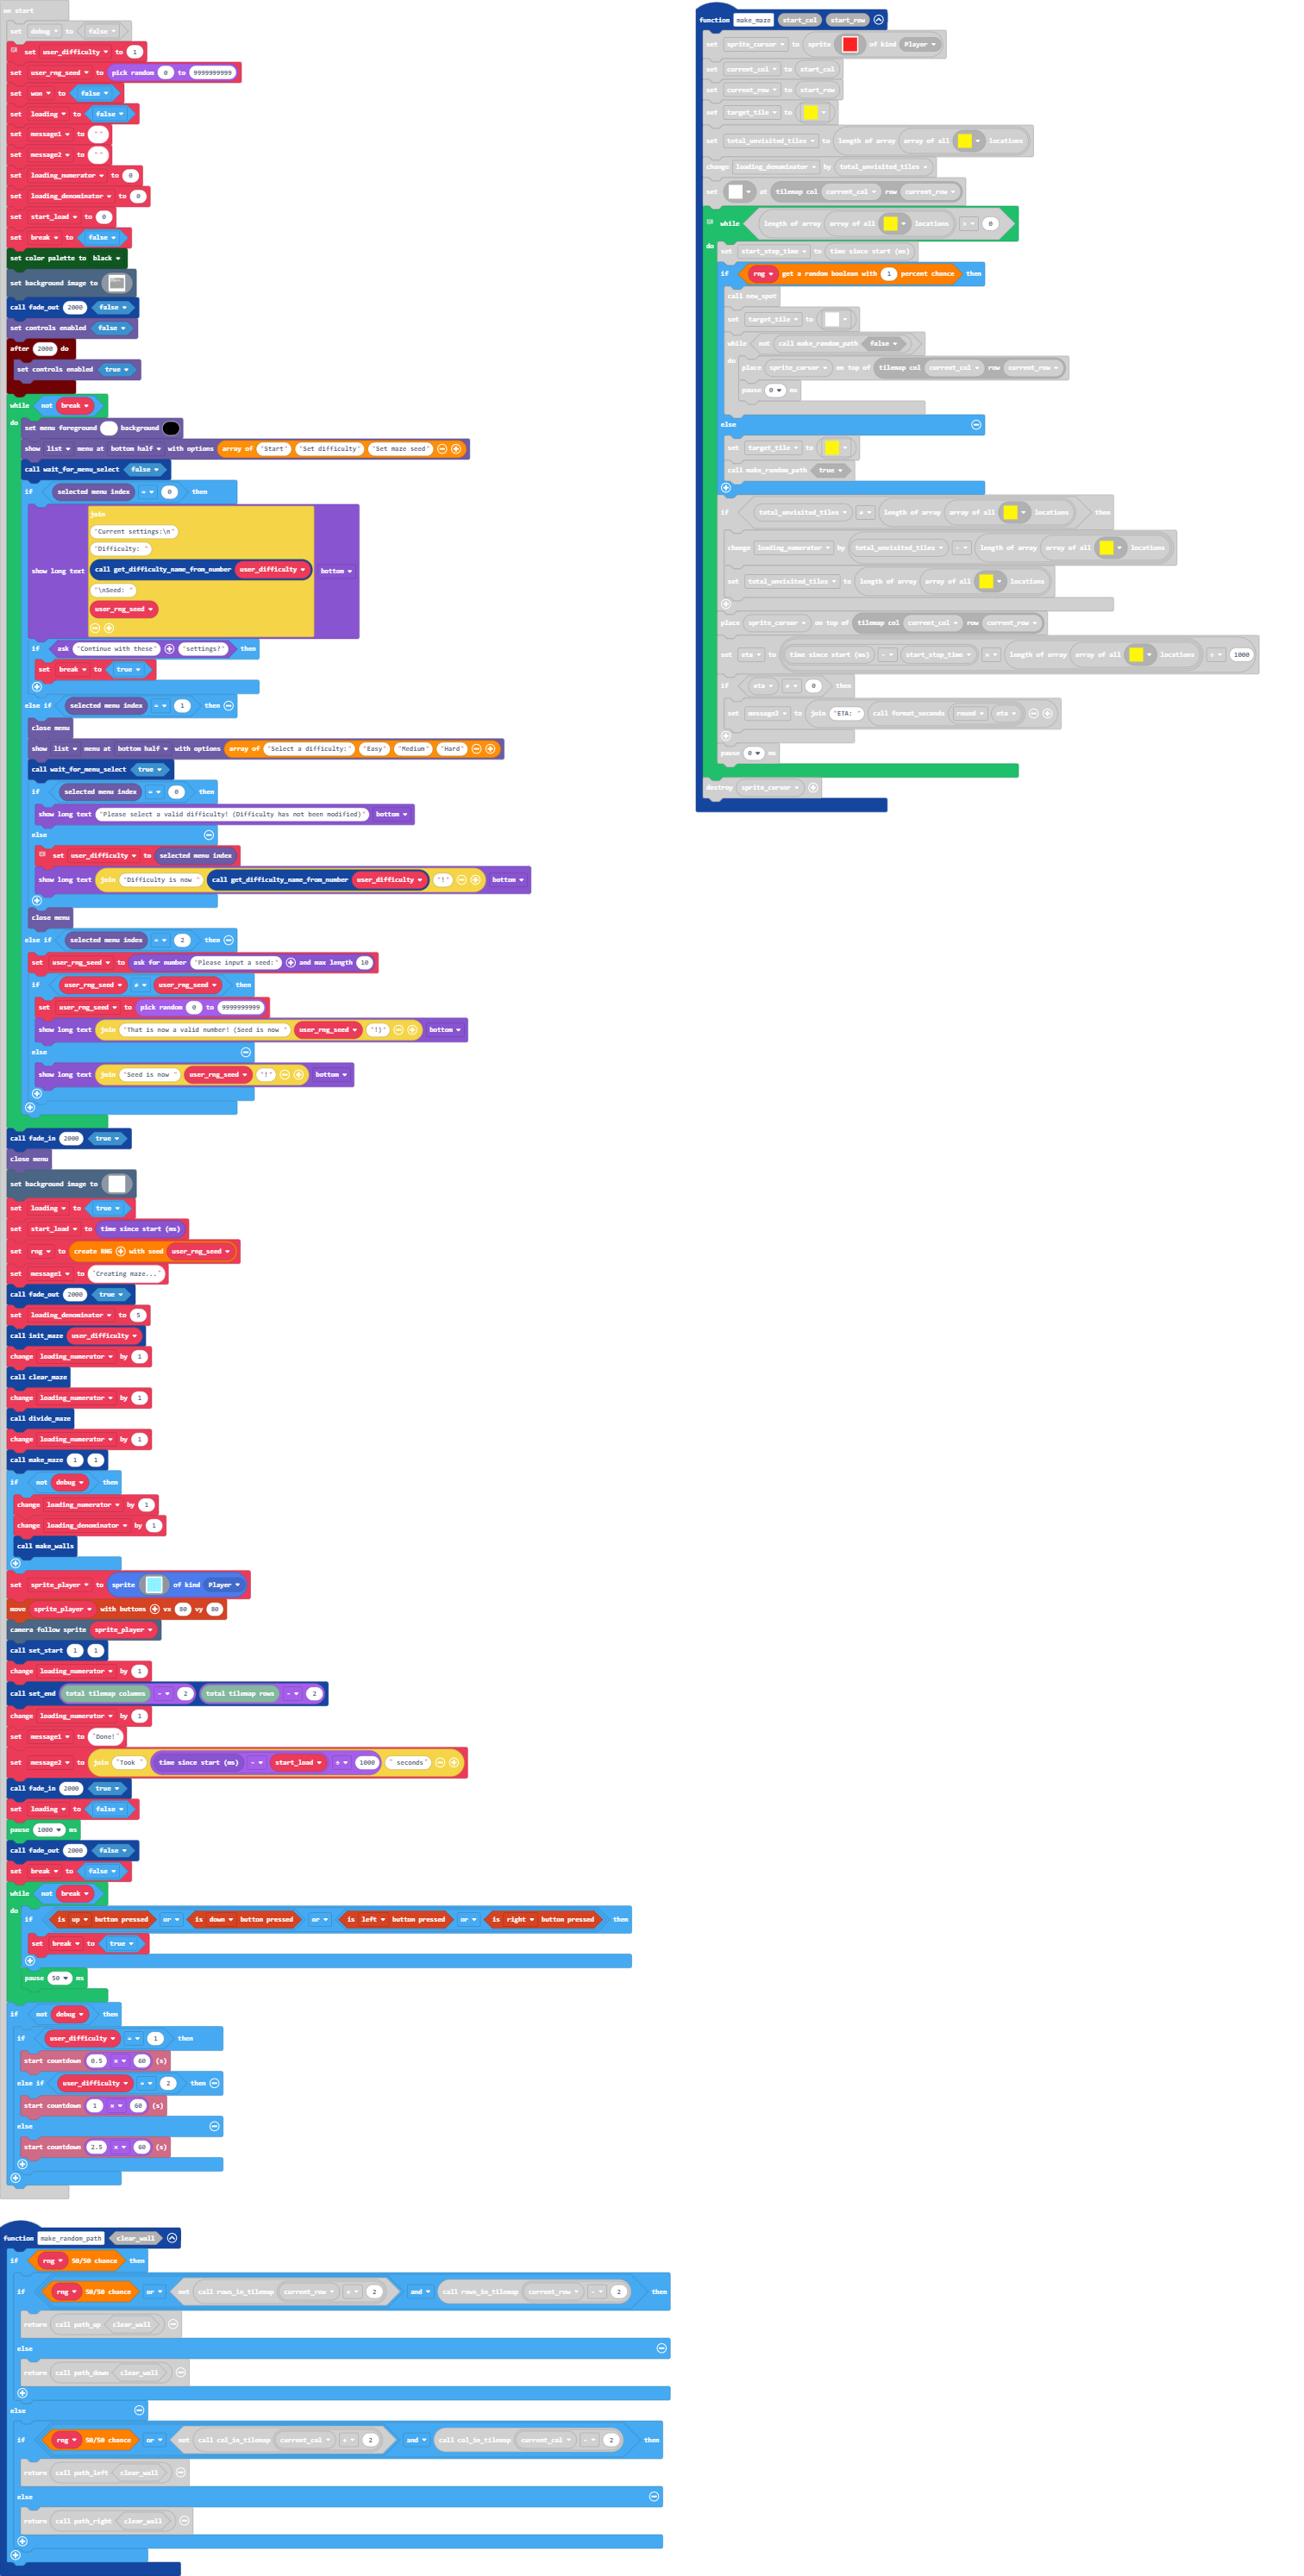 on start
set debug to false
set user_difficulty to 1
set user_rng_seed to pick random 0 to 9999999999
set won to false
set loading to false
set message1 to " "
set message2 to " "
set loading_numerator to 0
set loading_denominator to 0
set start_load to 0
set break to false
set color palette to black
set background image to
call fade_out 2000 false
set controls enabled false
after 2000 do
set controls enabled true
while not break
do set menu foreground background
show list menu at bottom half with options array of "Start" "Set difficulty" "Set maze seed"
call wait_for_menu_select false
if selected menu index = 0 then
show long text join "Current settings:\n" "Difficulty: " call get_difficulty_name_from_number user_difficulty "\nSeed: " user_rng_seed bottom
if ask "Continue with these" "settings?" then
set break to true
else if selected menu index = 1 then
close menu
show list menu at bottom half with options array of "Select a difficulty:" "Easy" "Medium" "Hard"
call wait_for_menu_select true
if selected menu index = 0 then
show long text "Please select a valid difficulty! (Difficulty has not been modified)" bottom
else
set user_difficulty to selected menu index
show long text join "Difficulty is now " call get_difficulty_name_from_number user_difficulty "!" bottom
close menu
else if selected menu index = 2 then
set user_rng_seed to ask for number "Please input a seed:" and max length 10
if user_rng_seed ≠ user_rng_seed then
set user_rng_seed to pick random 0 to 9999999999
show long text join "That is now a valid number! (Seed is now " user_rng_seed "!)" bottom
else
show long text join "Seed is now " user_rng_seed "!" bottom
call fade_in 2000 true
close menu
set background image to
set loading to true
set start_load to time since start (ms)
set rng to create RNG with seed user_rng_seed
set message1 to "Creating maze..."
call fade_out 2000 true
set loading_denominator to 5
call init_maze user_difficulty
change loading_numerator by 1
call clear_maze
change loading_numerator by 1
call divide_maze
change loading_numerator by 1
call make_maze 1 1
if not debug then
change loading_numerator by 1
change loading_denominator by 1
call make_walls
set sprite_player to sprite of kind Player
move sprite_player with buttons vx 80 vy 80
camera follow sprite sprite_player
call set_start 1 1
change loading_numerator by 1
call set_end total tilemap columns - 2 total tilemap rows - 2
change loading_numerator by 1
set message1 to "Done!"
set message2 to join "Took " time since start (ms) - start_load ÷ 1000 " seconds"
call fade_in 2000 true
set loading to false
pause 1000 ms
call fade_out 2000 false
set break to false
while not break
do if is up button pressed or is down button pressed or is left button pressed or is right button pressed then
set break to true
pause 50 ms
if not debug then
if user_difficulty = 1 then
start countdown 0.5 × 60 (s)
else if user_difficulty = 2 then
start countdown 1 × 60 (s)
else
start countdown 2.5 × 60 (s)
function make_random_path clear_wall
if rng 50/50 chance then
if rng 50/50 chance or not call rows_in_tilemap current_row + 2 and call rows_in_tilemap current_row - 2 then
return call path_up clear_wall
else
return call path_down clear_wall
else
if rng 50/50 chance or not call col_in_tilemap current_col + 2 and call col_in_tilemap current_col - 2 then
return call path_left clear_wall
else
return call path_right clear_wall
function make_maze start_col start_row
set sprite_cursor to sprite of kind Player
set current_col to start_col
set current_row to start_row
set target_tile to
set total_unvisited_tiles to length of array array of all locations
change loading_denominator by total_unvisited_tiles
set at tilemap col current_col row current_row
while length of array array of all locations > 0
do set start_step_time to time since start (ms)
if rng get a random boolean with 1 percent chance then
call new_spot
set target_tile to
while not call make_random_path false
do place sprite_cursor on top of tilemap col current_col row current_row
pause 0 ms
else
set target_tile to
call make_random_path true
if total_unvisited_tiles ≠ length of array array of all locations then
change loading_numerator by total_unvisited_tiles - length of array array of all locations
set total_unvisited_tiles to length of array array of all locations
place sprite_cursor on top of tilemap col current_col row current_row
set eta to time since start (ms) - start_step_time × length of array array of all locations ÷ 1000
if eta ≠ 0 then
set message2 to join "ETA: " call format_seconds round eta
pause 0 ms
destroy sprite_cursor